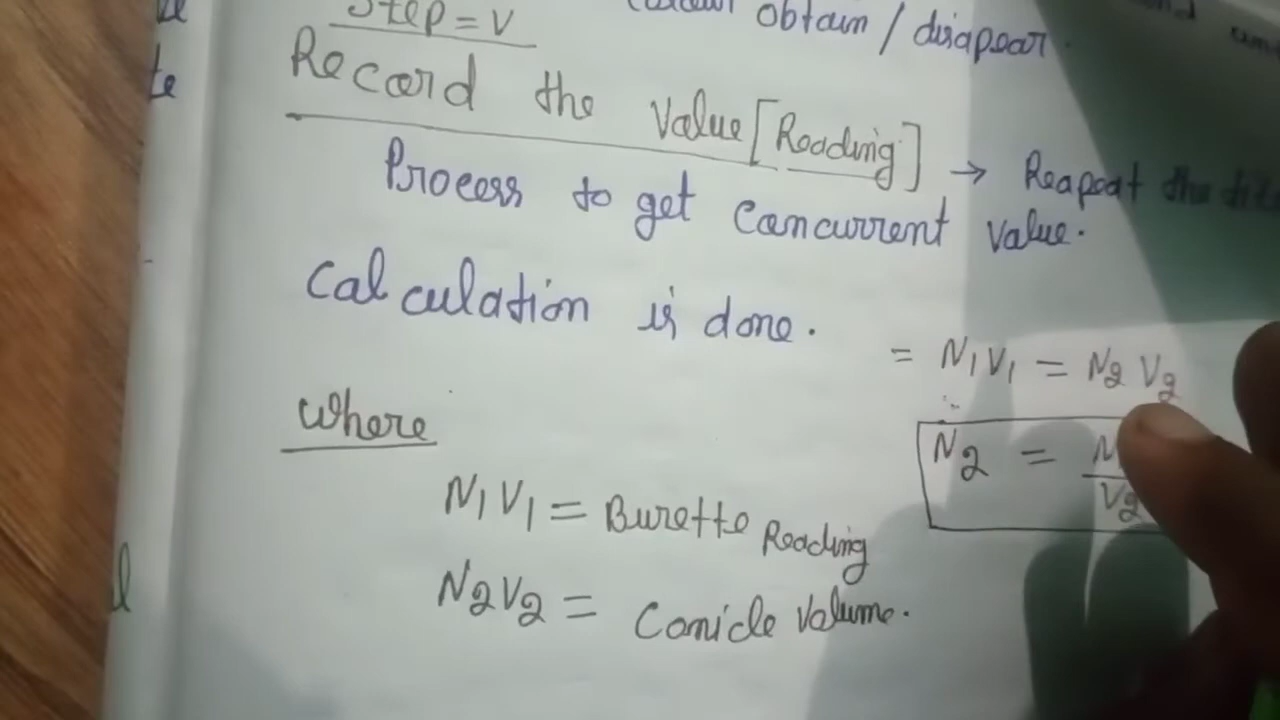 Step = V
obtain / disapear.
Record the Value [Reading] → Reapeat the
Process to get Concurrent Value.
Calculation is done.
= N1V1 = N2V2
N2 =
V2
where
N1V1 = Burette Reading
N2V2 = Conicle Volume.